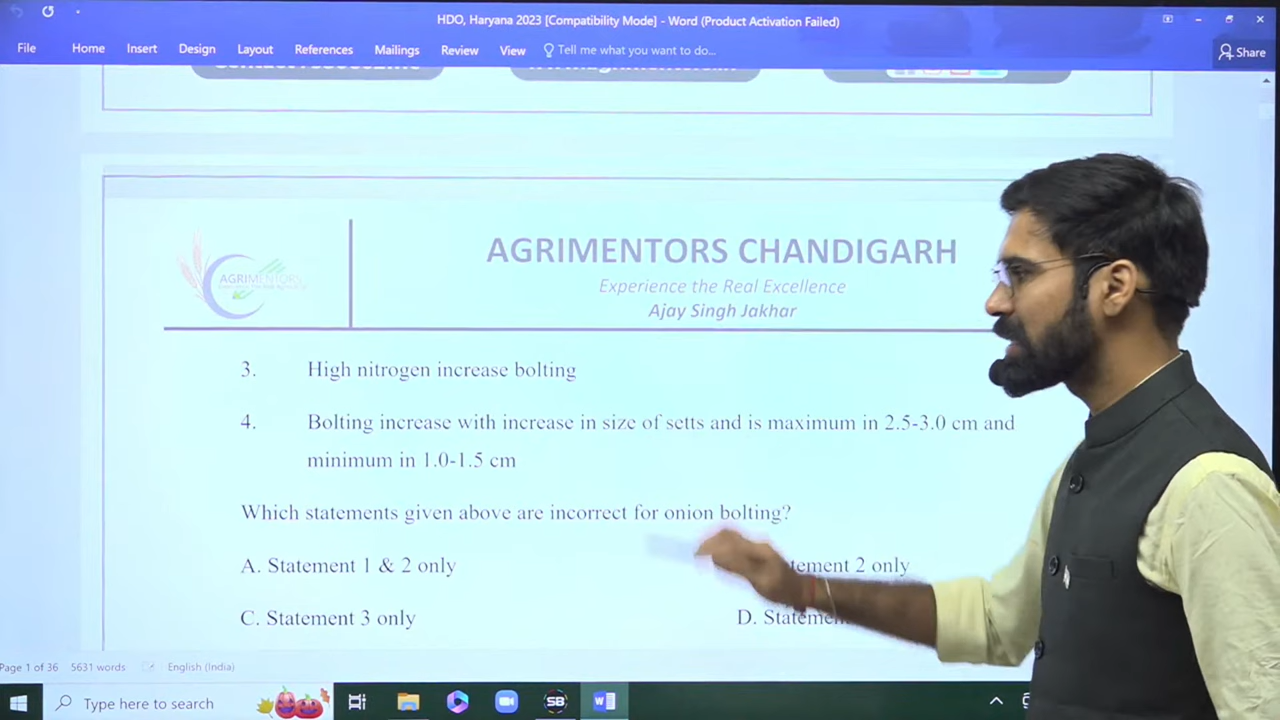 HDO, Haryana 2023 [Compatibility Mode] - Word (Product Activation Failed)
File Home Insert Design Layout References Mailings Review View Tell me what you want to do... Share
AGRIMENTORS
AGRIMENTORS CHANDIGARH
Experience the Real Excellence
Ajay Singh Jakhar
3. High nitrogen increase bolting
4. Bolting increase with increase in size of setts and is maximum in 2.5-3.0 cm and
minimum in 1.0-1.5 cm
Which statements given above are incorrect for onion bolting?
A. Statement 1 & 2 only
tement 2 only
C. Statement 3 only
D. Statemen
Page 1 of 36 5631 words English (India)
Type here to search
SB